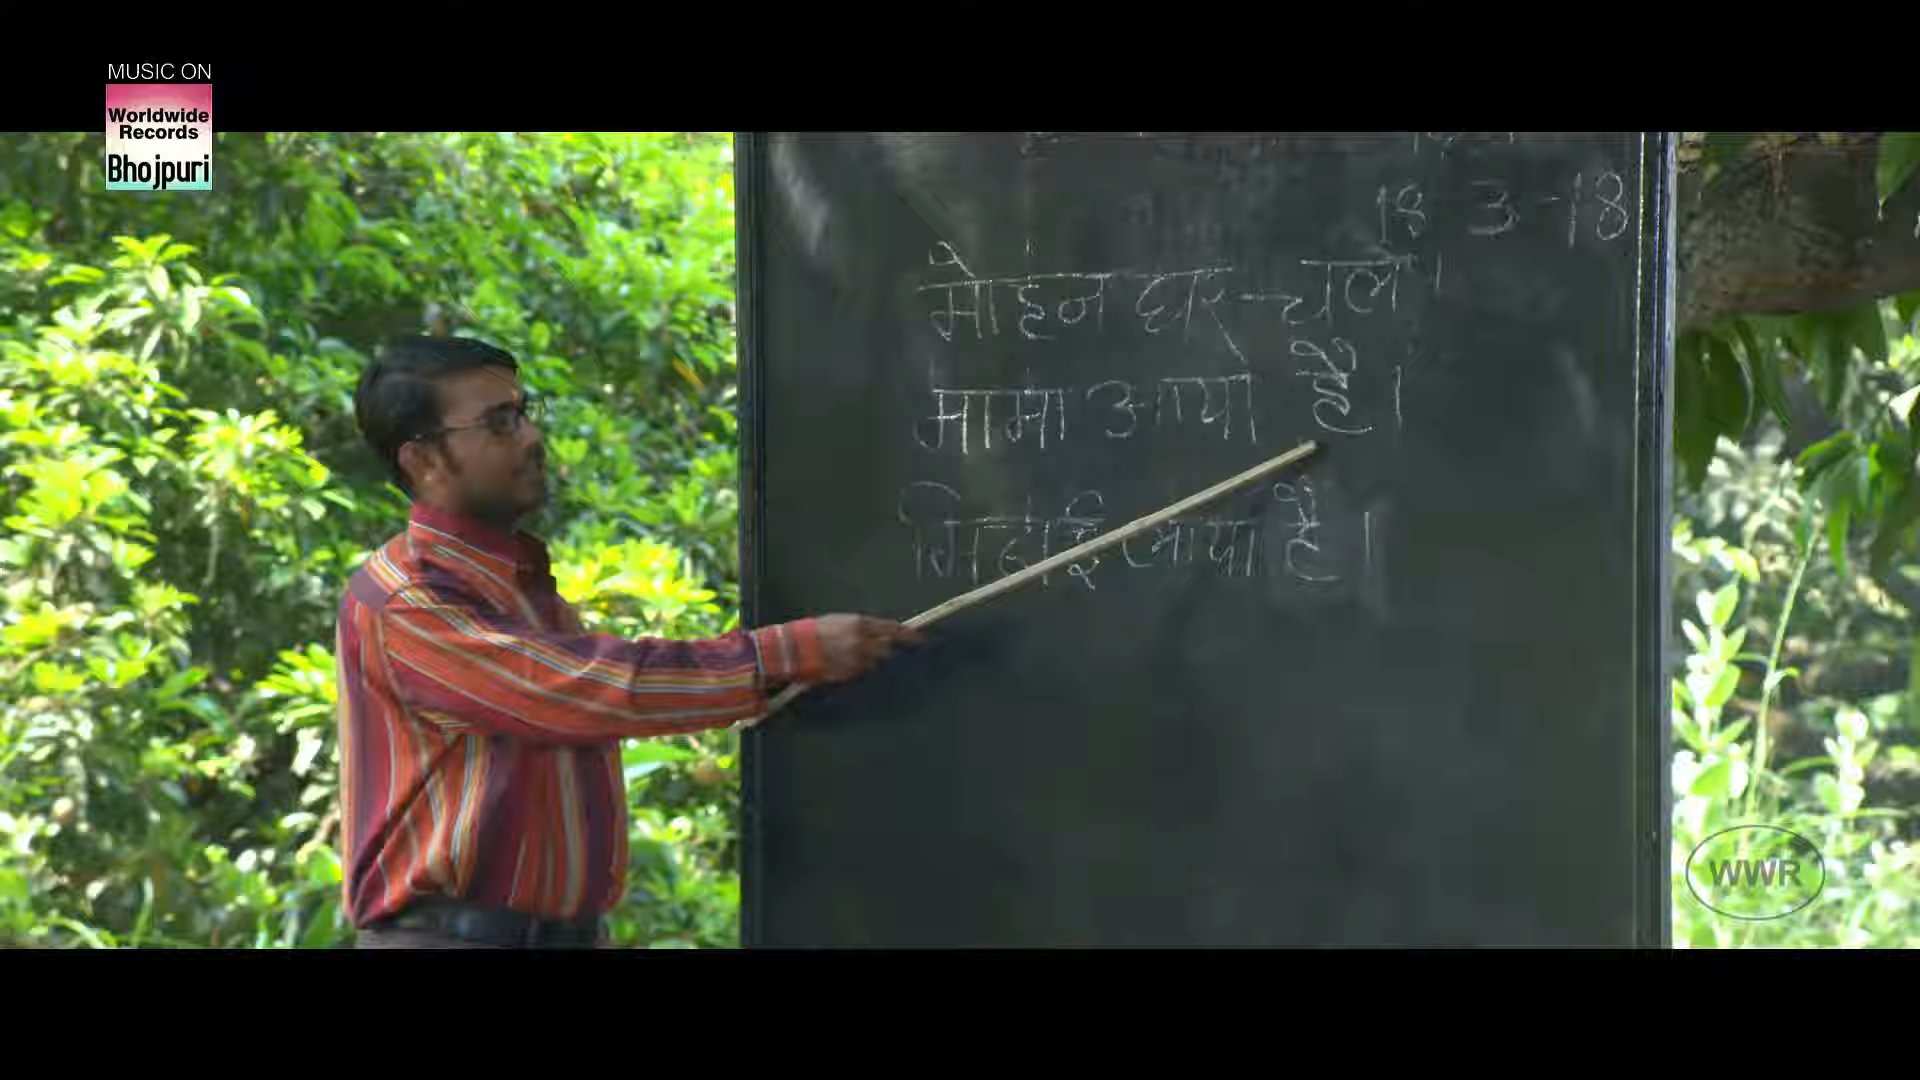 MUSIC ON
Worldwide
Records
Bhojpuri
18 3-18
मोहन घर चल।
मामा आया है।
मिठाई लाया है।
WWR